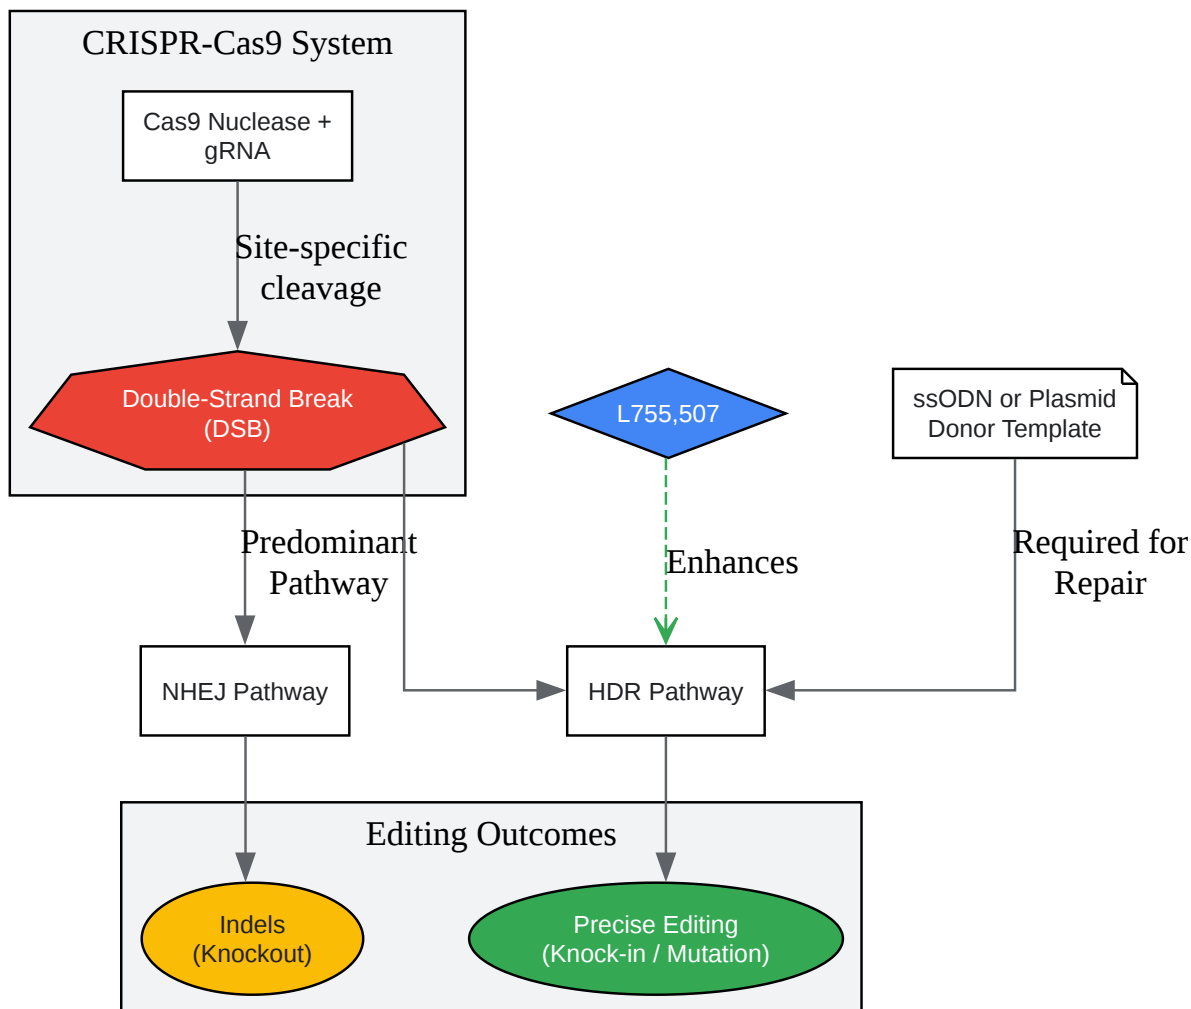 CRISPR-Cas9 System
Cas9 Nuclease +
gRNA
Site-specific
cleavage
Double-Strand Break
(DSB)
L755,507
ssODN or Plasmid
Donor Template
Predominant
Pathway
Enhances
Required for
Repair
NHEJ Pathway
HDR Pathway
Editing Outcomes
Indels
(Knockout)
Precise Editing
(Knock-in / Mutation)